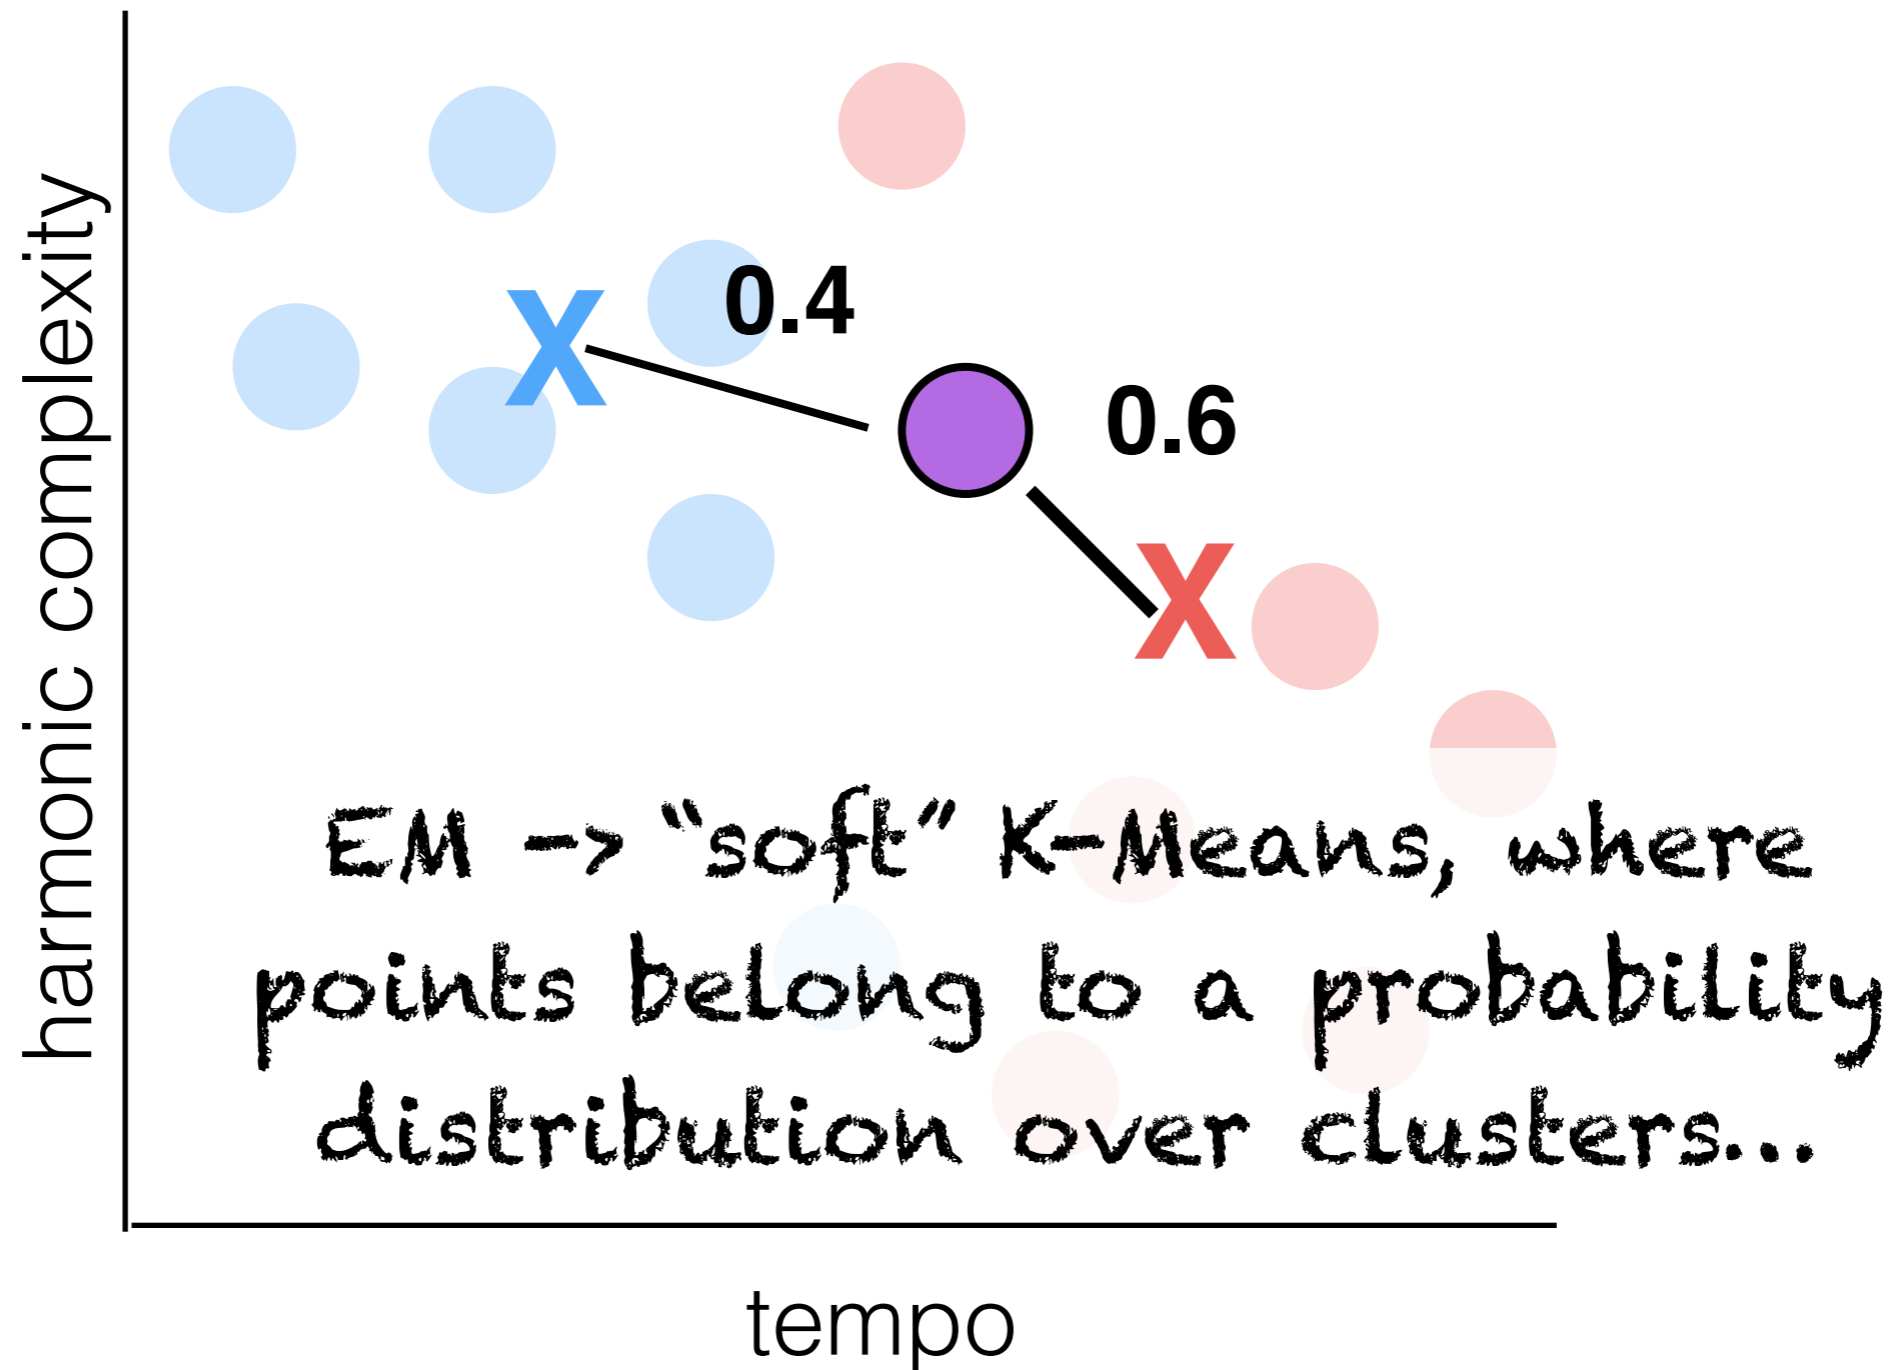 harmonic complexity
X
0.4
0.6
X
EM -> “soft” K-Means, where
points belong to a probability
distribution over clusters...
tempo